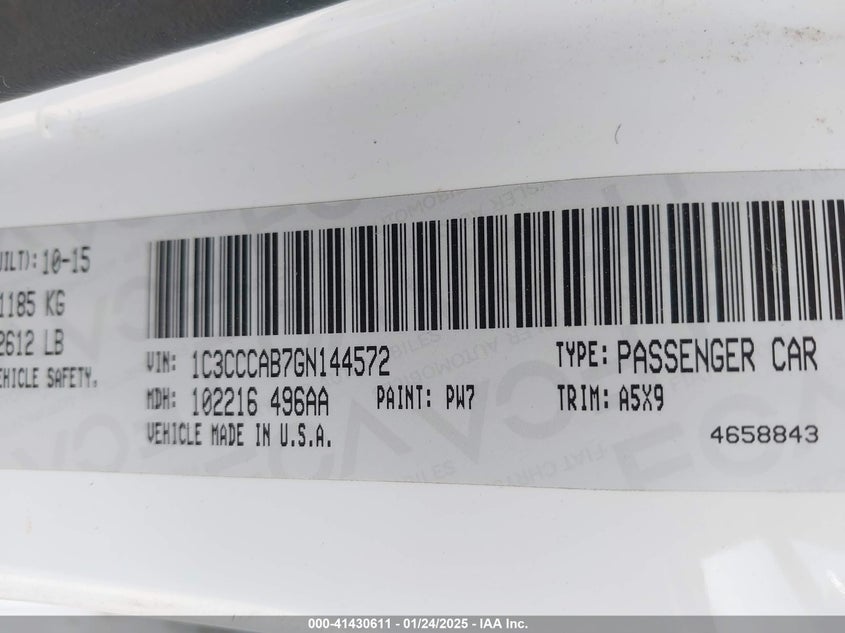 UILT): 10-15
1185 KG
2612 LB
EHICLE SAFETY.
VIN: 1C3CCCAB7GN144572 TYPE: PASSENGER CAR
MDH: 102216 496AA PAINT: PW7 TRIM: A5X9
VEHICLE MADE IN U.S.A. 4658843
000-41430611 - 01/24/2025 - IAA Inc.